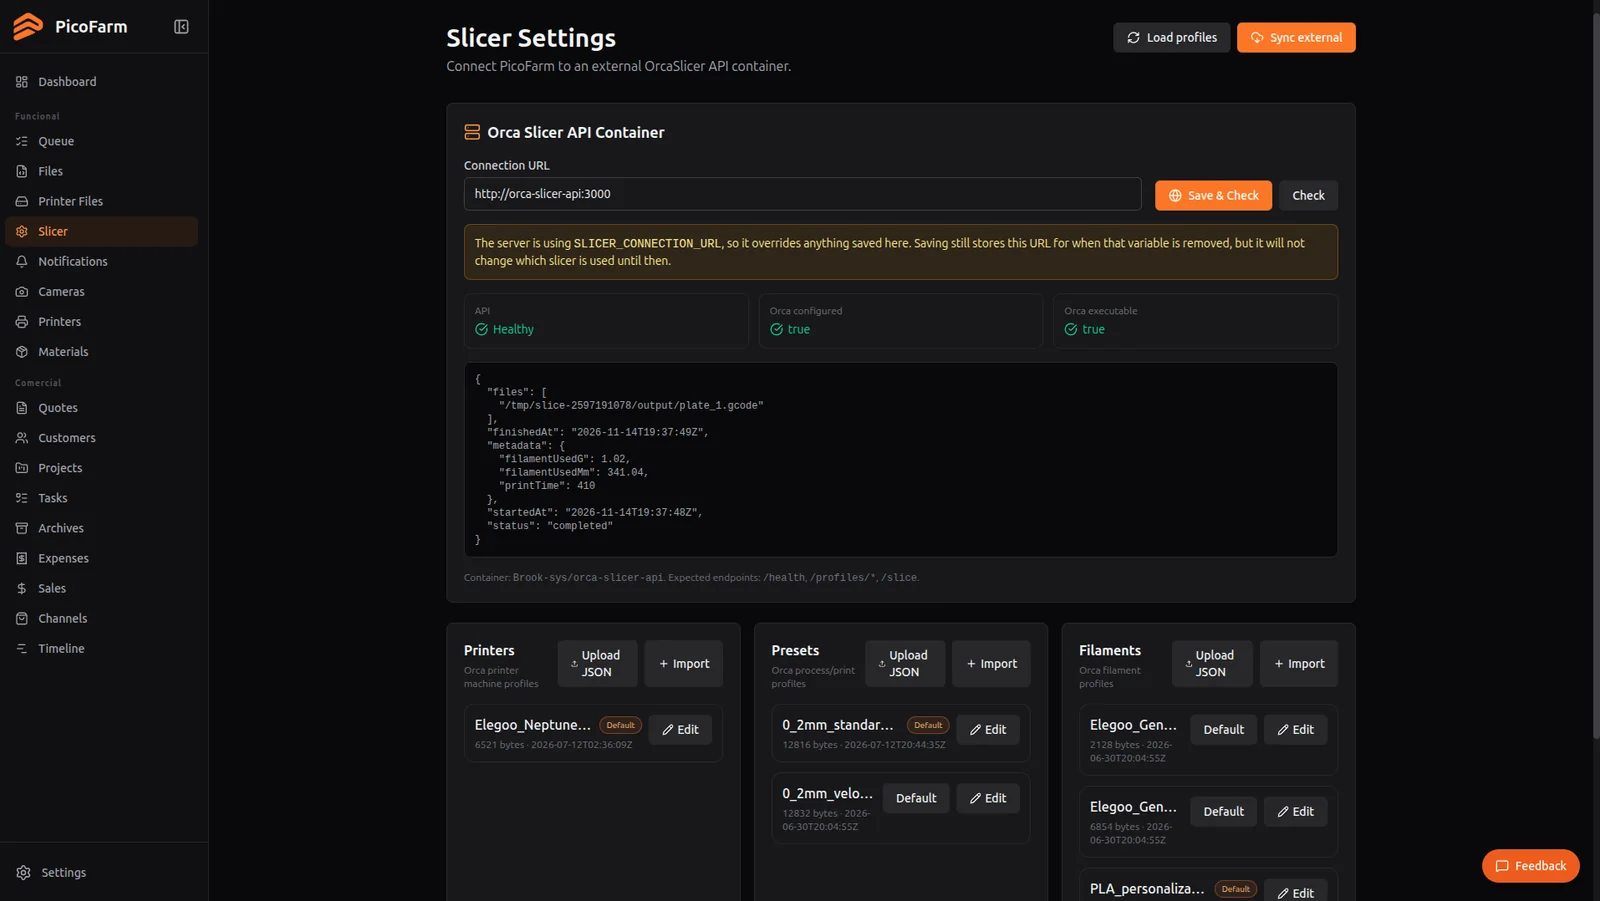 PicoFarm
Dashboard
Funcional
Queue
Files
Printer Files
Slicer
Notifications
Cameras
Printers
Materials
Comercial
Quotes
Customers
Projects
Tasks
Archives
Expenses
Sales
Channels
Timeline
Settings
Slicer Settings
Connect PicoFarm to an external OrcaSlicer API container.
Load profiles
Sync external
Orca Slicer API Container
Connection URL
http://orca-slicer-api:3000
Save & Check
Check
The server is using SLICER_CONNECTION_URL, so it overrides anything saved here. Saving still stores this URL for when that variable is removed, but it will not
change which slicer is used until then.
API
Healthy
Orca configured
true
Orca executable
true
{
"files": [
"/tmp/slice-2597191078/output/plate_1.gcode"
],
"finishedAt": "2026-11-14T19:37:49Z",
"metadata": {
"filamentUsedG": 1.02,
"filamentUsedMm": 341.04,
"printTime": 410
},
"startedAt": "2026-11-14T19:37:48Z",
"status": "completed"
}
Container: Brook-sys/orca-slicer-api. Expected endpoints: /health, /profiles/*, /slice.
Printers
Orca printer
machine profiles
Upload
JSON
+ Import
Elegoo_Neptune...
Default
Edit
6521 bytes · 2026-07-12T02:36:09Z
Presets
Orca process/print
profiles
Upload
JSON
+ Import
0_2mm_standar...
Default
Edit
12816 bytes · 2026-07-12T20:44:35Z
0_2mm_velo...
Default
Edit
12832 bytes · 2026-
06-30T20:04:55Z
Filaments
Orca filament
profiles
Upload
JSON
+ Import
Elegoo_Gen...
Default
Edit
2128 bytes · 2026-
06-30T20:04:55Z
Elegoo_Gen...
Default
Edit
6854 bytes · 2026-
06-30T20:04:55Z
PLA_personaliza...
Default
Edit
Feedback